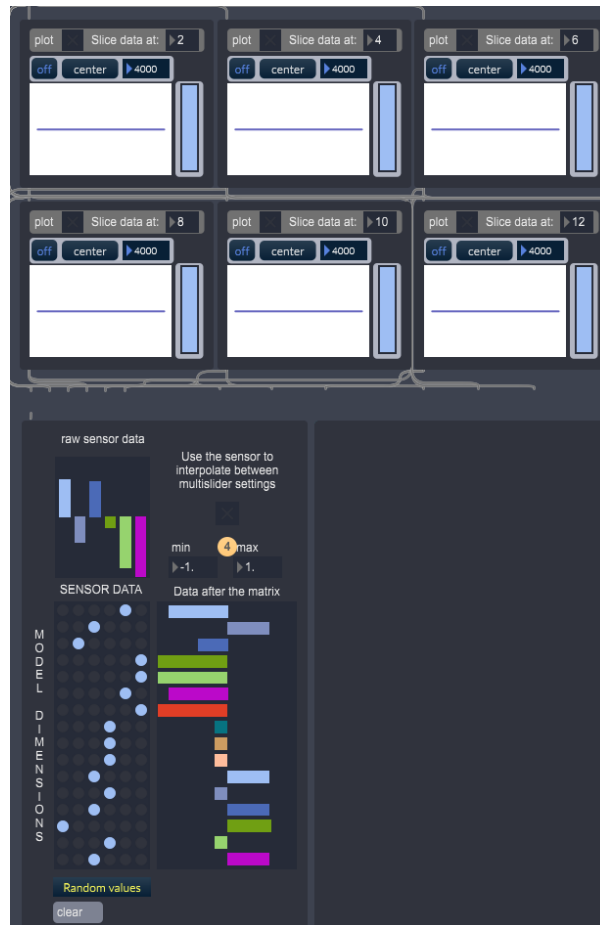 plot Slice data at: 2
plot Slice data at: 4
plot Slice data at: 6
off center 4000
off center 4000
off center 4000
plot Slice data at: 8
plot Slice data at: 10
plot Slice data at: 12
off center 4000
off center 4000
off center 4000
raw sensor data
Use the sensor to
interpolate between
multislider settings
min 4 max
-1. 1.
SENSOR DATA
Data after the matrix
MODEL DIMENSIONS
Random values
clear